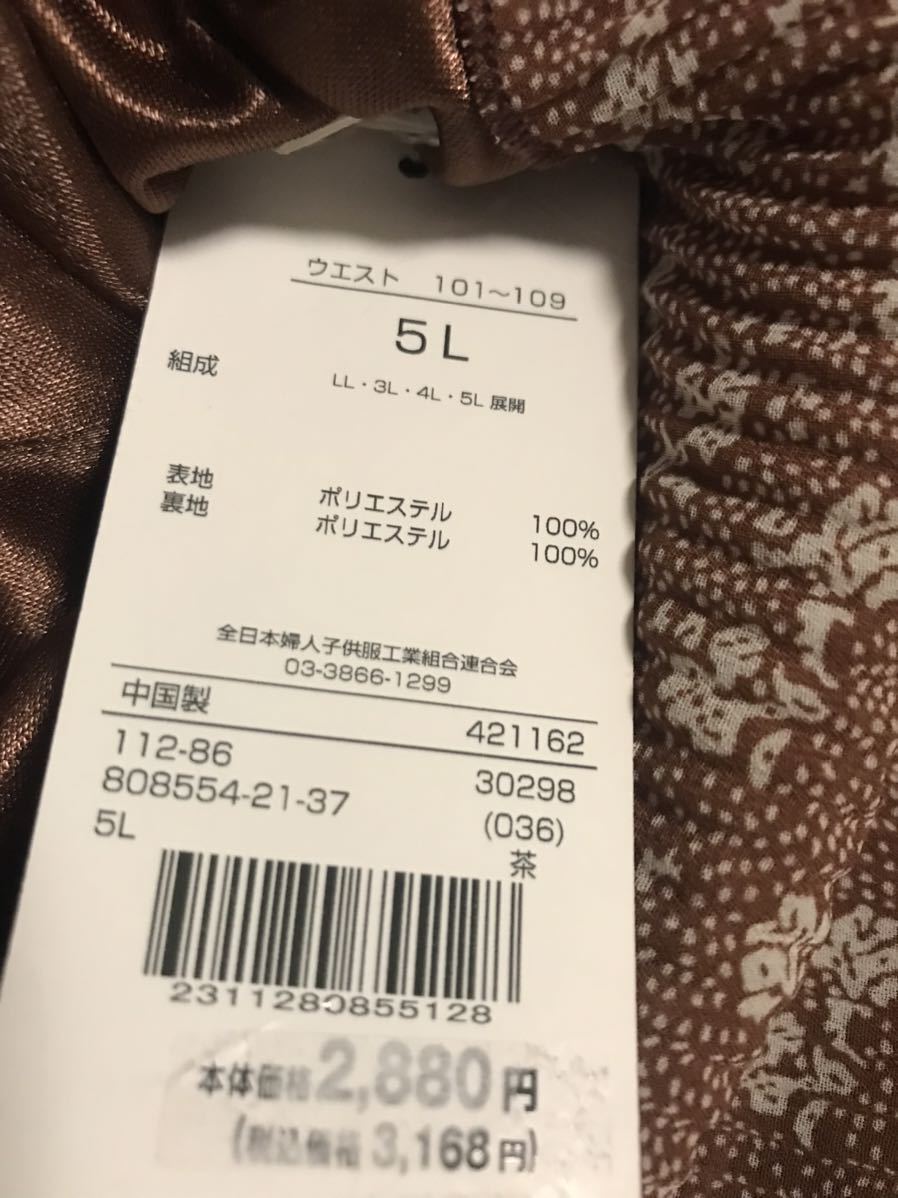 ウエスト 101〜109
5L
組成
LL・3L・4L・5L 展開
表地 ポリエステル 100%
裏地 ポリエステル 100%
全日本婦人子供服工業組合連合会
03-3866-1299
中国製 421162
112-86 30298
808554-21-37 (036)
5L 茶
2311280855128
本体価格2,880円
(税込価格 3,168円)